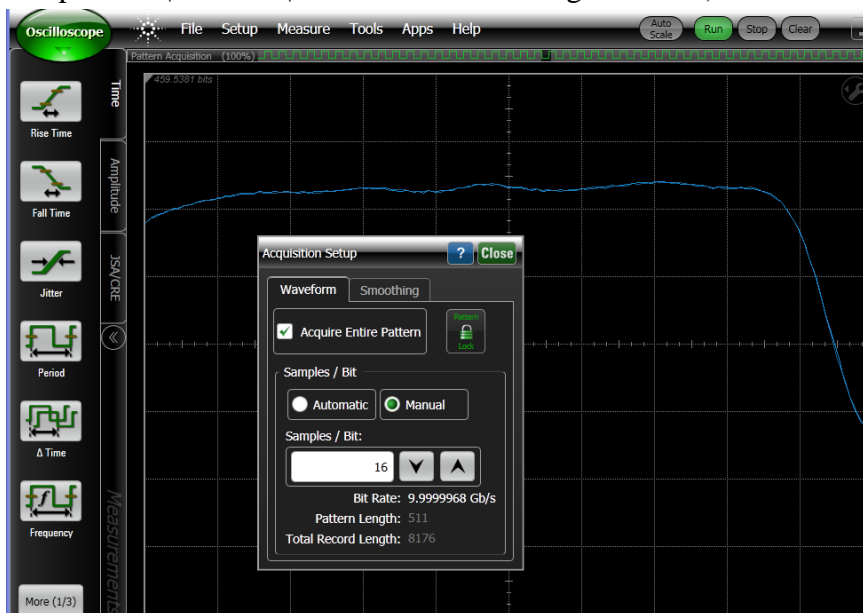 Oscilloscope File Setup Measure Tools Apps Help Auto Scale Run Stop Clear
Pattern Acquisition (100%)
459.5381 bits
Time
Amplitude
JSA/CRE
Measurements
Rise Time
Fall Time
Jitter
Period
Δ Time
Frequency
More (1/3)
Acquisition Setup ? Close
Waveform Smoothing
Acquire Entire Pattern
Pattern
Lock
Samples / Bit
Automatic Manual
Samples / Bit:
16
Bit Rate: 9.9999968 Gb/s
Pattern Length: 511
Total Record Length: 8176